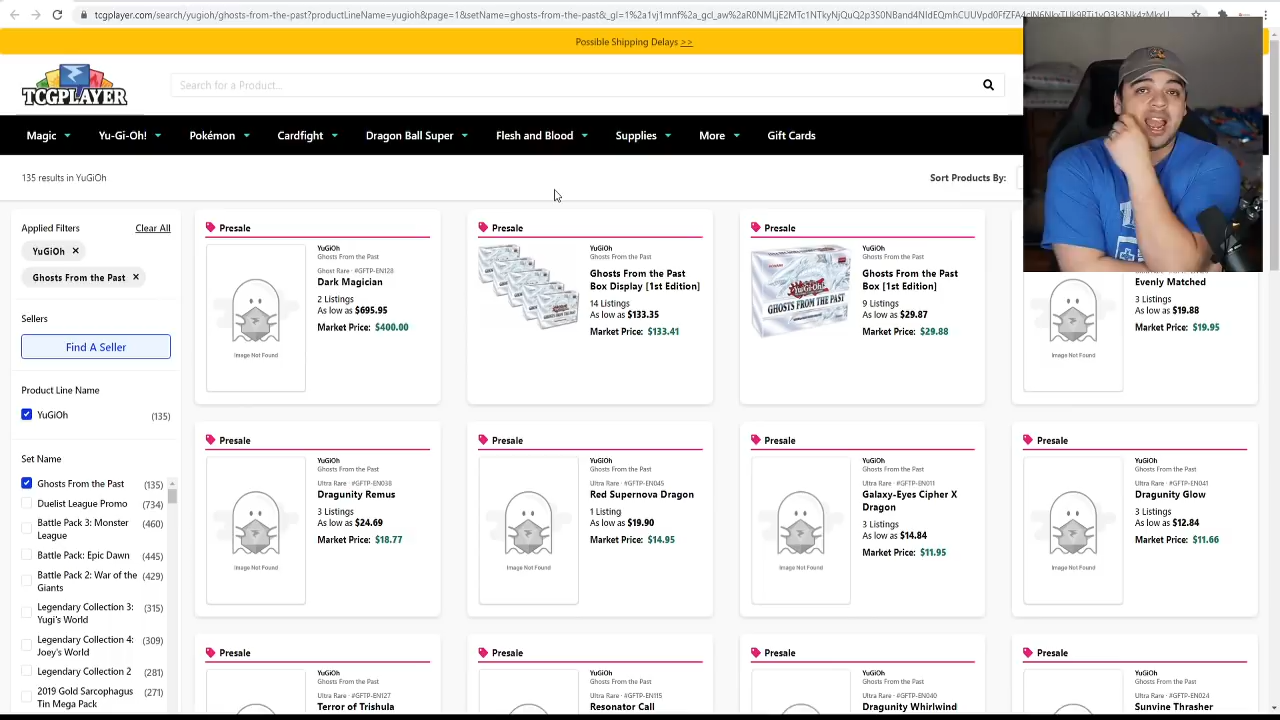 tcgplayer.com/search/yugioh/ghosts-from-the-past?productLineName=yugioh&page=1&setName=ghosts-from-the-past
Possible Shipping Delays >>
TCGPLAYER
Search for a Product...
Magic
Yu-Gi-Oh!
Pokémon
Cardfight
Dragon Ball Super
Flesh and Blood
Supplies
More
Gift Cards
135 results in YuGiOh
Sort Products By:
Applied Filters
Clear All
YuGiOh ×
Ghosts From the Past ×
Sellers
Find A Seller
Product Line Name
YuGiOh (135)
Set Name
Ghosts From the Past (135)
Duelist League Promo (734)
Battle Pack 3: Monster
League (460)
Battle Pack: Epic Dawn (445)
Battle Pack 2: War of the
Giants (429)
Legendary Collection 3:
Yugi's World (315)
Legendary Collection 4:
Joey's World (309)
Legendary Collection 2 (281)
2019 Gold Sarcophagus
Tin Mega Pack (271)
Presale
YuGiOh
Ghosts From the Past
Ghost Rare · #GFTP-EN128
Dark Magician
2 Listings
As low as $695.95
Market Price: $400.00
Image Not Found
Presale
YuGiOh
Ghosts From the Past
Ghosts From the Past
Box Display [1st Edition]
14 Listings
As low as $133.35
Market Price: $133.41
Presale
YuGiOh
Ghosts From the Past
Ghosts From the Past
Box [1st Edition]
9 Listings
As low as $29.87
Market Price: $29.88
Yu-Gi-Oh!
GHOSTS FROM THE PAST
Evenly Matched
3 Listings
As low as $19.88
Market Price: $19.95
Image Not Found
Presale
YuGiOh
Ghosts From the Past
Ultra Rare · #GFTP-EN038
Dragunity Remus
3 Listings
As low as $24.69
Market Price: $18.77
Image Not Found
Presale
YuGiOh
Ghosts From the Past
Ultra Rare · #GFTP-EN045
Red Supernova Dragon
1 Listing
As low as $19.90
Market Price: $14.95
Image Not Found
Presale
YuGiOh
Ghosts From the Past
Ultra Rare · #GFTP-EN011
Galaxy-Eyes Cipher X
Dragon
3 Listings
As low as $14.84
Market Price: $11.95
Image Not Found
Presale
YuGiOh
Ghosts From the Past
Ultra Rare · #GFTP-EN041
Dragunity Glow
3 Listings
As low as $12.84
Market Price: $11.66
Image Not Found
Presale
YuGiOh
Ghosts From the Past
Ultra Rare · #GFTP-EN127
Terror of Trishula
Presale
YuGiOh
Ghosts From the Past
Ultra Rare · #GFTP-EN115
Resonator Call
Presale
YuGiOh
Ghosts From the Past
Ultra Rare · #GFTP-EN040
Dragunity Whirlwind
Presale
YuGiOh
Ghosts From the Past
Ultra Rare · #GFTP-EN024
Sunvine Thrasher